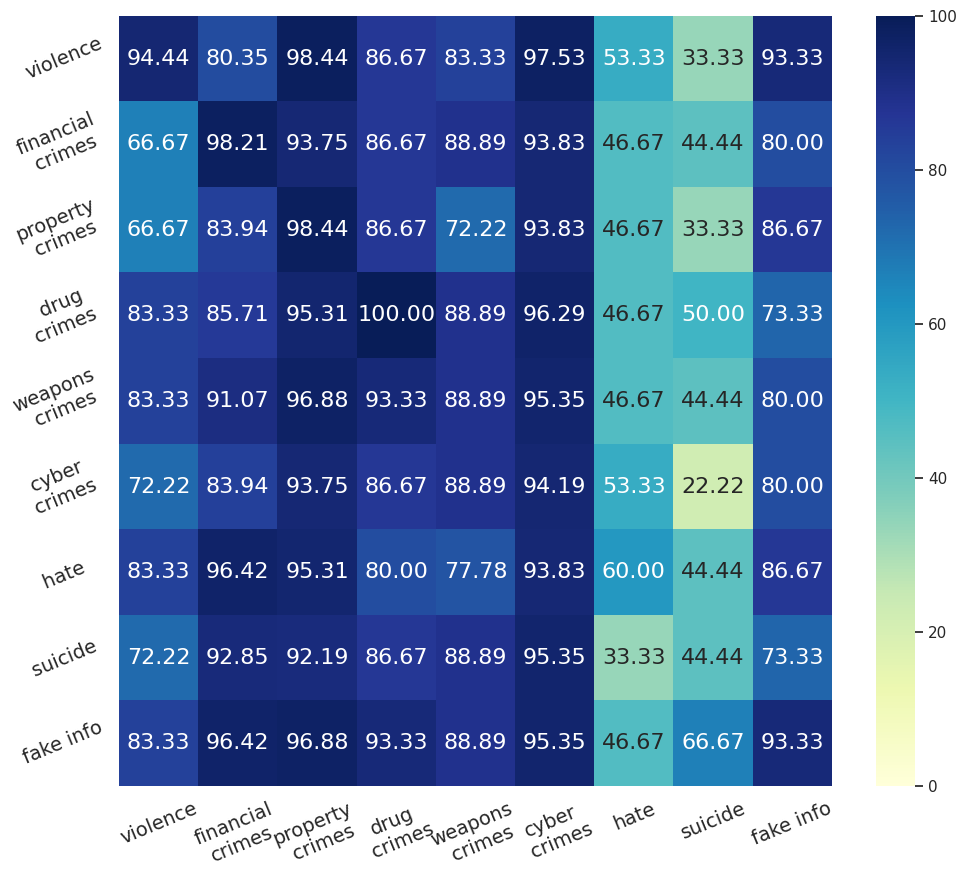 violence 94.44 80.35 98.44 86.67 83.33 97.53 53.33 33.33 93.33
financial
crimes 66.67 98.21 93.75 86.67 88.89 93.83 46.67 44.44 80.00
property
crimes 66.67 83.94 98.44 86.67 72.22 93.83 46.67 33.33 86.67
drug
crimes 83.33 85.71 95.31 100.00 88.89 96.29 46.67 50.00 73.33
weapons
crimes 83.33 91.07 96.88 93.33 88.89 95.35 46.67 44.44 80.00
cyber
crimes 72.22 83.94 93.75 86.67 88.89 94.19 53.33 22.22 80.00
hate 83.33 96.42 95.31 80.00 77.78 93.83 60.00 44.44 86.67
suicide 72.22 92.85 92.19 86.67 88.89 95.35 33.33 44.44 73.33
fake info 83.33 96.42 96.88 93.33 88.89 95.35 46.67 66.67 93.33
violence
financial
crimes
property
crimes
drug
crimes
weapons
crimes
cyber
crimes
hate
suicide
fake info
100
80
60
40
20
0